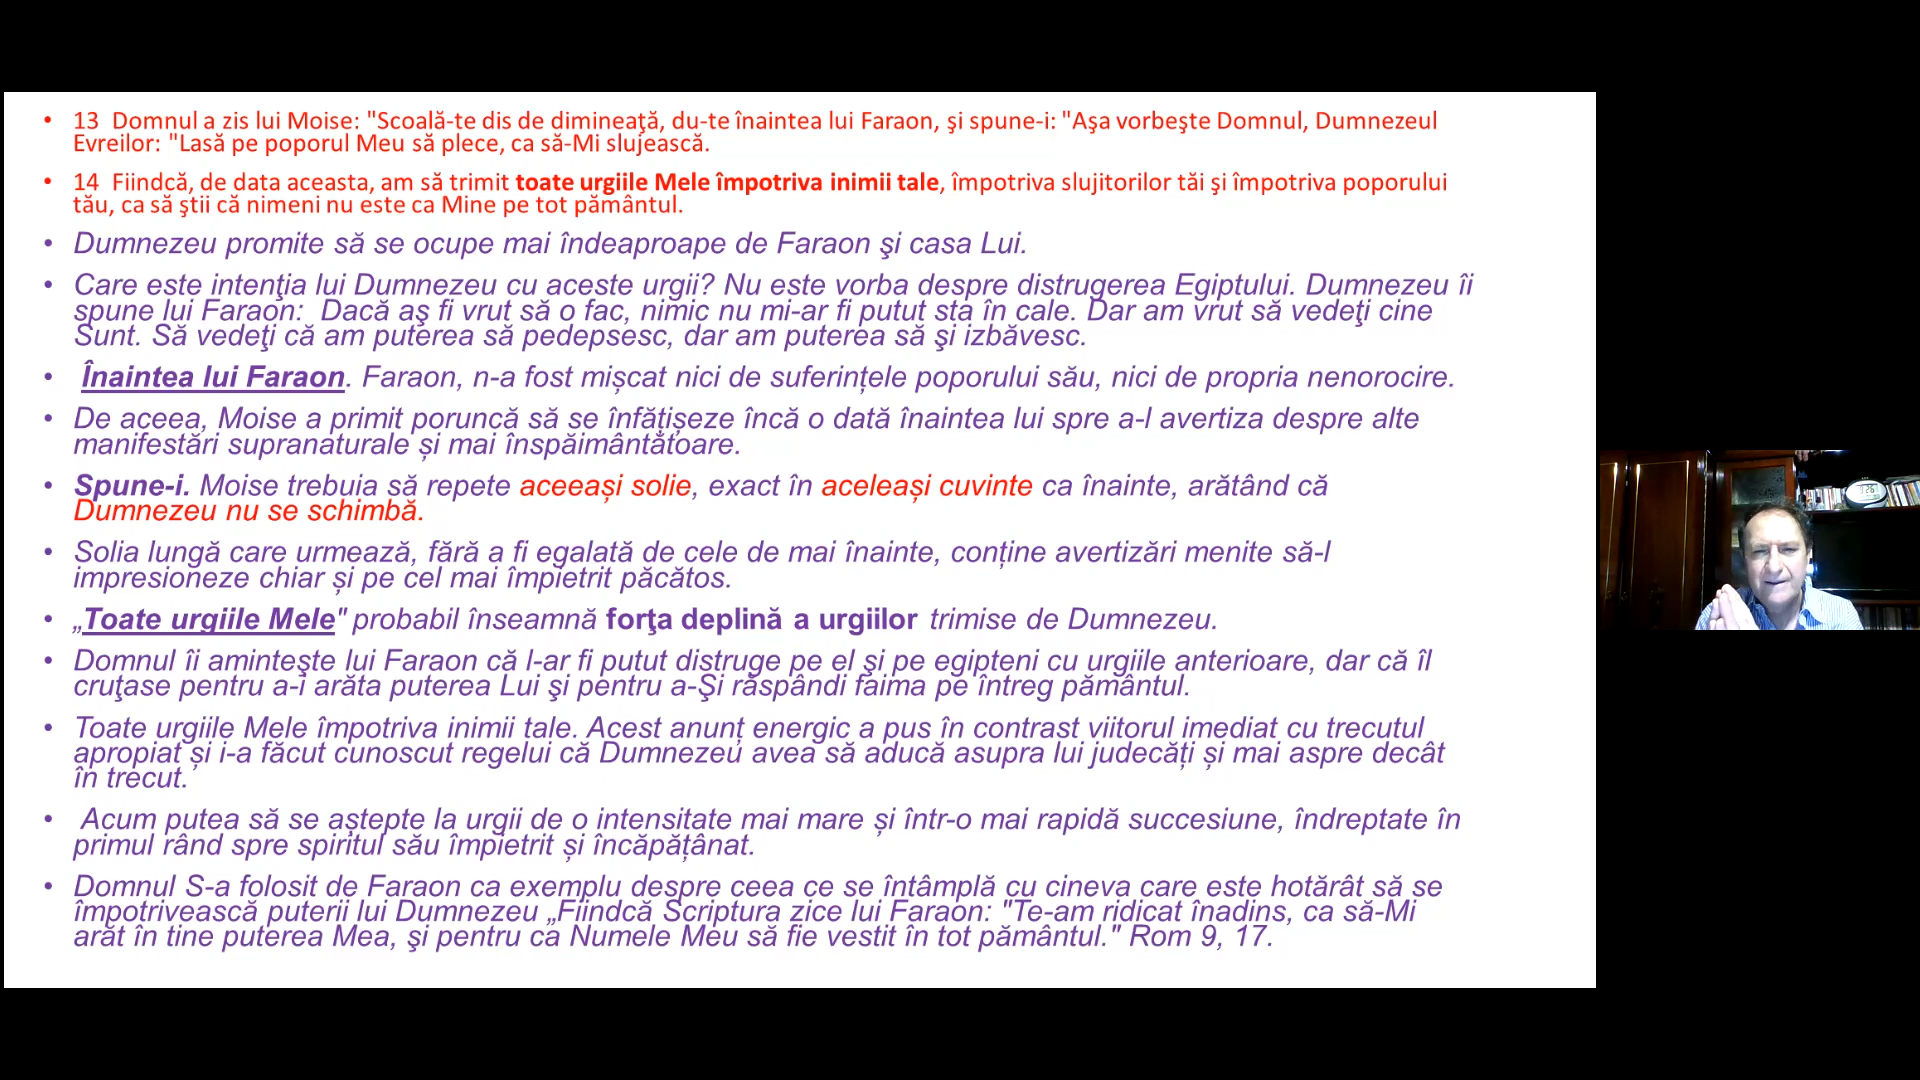 • 13  Domnul a zis lui Moise: "Scoală-te dis de dimineaţă, du-te înaintea lui Faraon, şi spune-i: "Aşa vorbeşte Domnul, Dumnezeul
Evreilor: "Lasă pe poporul Meu să plece, ca să-Mi slujească.
• 14  Fiindcă, de data aceasta, am să trimit toate urgiile Mele împotriva inimii tale, împotriva slujitorilor tăi şi împotriva poporului
tău, ca să ştii că nimeni nu este ca Mine pe tot pământul.
• Dumnezeu promite să se ocupe mai îndeaproape de Faraon şi casa Lui.
• Care este intenţia lui Dumnezeu cu aceste urgii? Nu este vorba despre distrugerea Egiptului. Dumnezeu îi
spune lui Faraon:  Dacă aş fi vrut să o fac, nimic nu mi-ar fi putut sta în cale. Dar am vrut să vedeţi cine
Sunt. Să vedeţi că am puterea să pedepsesc, dar am puterea să şi izbăvesc.
• Înaintea lui Faraon. Faraon, n-a fost mișcat nici de suferințele poporului său, nici de propria nenorocire.
• De aceea, Moise a primit poruncă să se înfățișeze încă o dată înaintea lui spre a-l avertiza despre alte
manifestări supranaturale și mai înspăimântătoare.
• Spune-i. Moise trebuia să repete aceeași solie, exact în aceleași cuvinte ca înainte, arătând că
Dumnezeu nu se schimbă.
• Solia lungă care urmează, fără a fi egalată de cele de mai înainte, conține avertizări menite să-l
impresioneze chiar și pe cel mai împietrit păcătos.
• „Toate urgiile Mele" probabil înseamnă forţa deplină a urgiilor trimise de Dumnezeu.
• Domnul îi aminteşte lui Faraon că l-ar fi putut distruge pe el şi pe egipteni cu urgiile anterioare, dar că îl
cruţase pentru a-i arăta puterea Lui şi pentru a-Şi răspândi faima pe întreg pământul.
• Toate urgiile Mele împotriva inimii tale. Acest anunț energic a pus în contrast viitorul imediat cu trecutul
apropiat și i-a făcut cunoscut regelui că Dumnezeu avea să aducă asupra lui judecăți și mai aspre decât
în trecut.
• Acum putea să se aștepte la urgii de o intensitate mai mare și într-o mai rapidă succesiune, îndreptate în
primul rând spre spiritul său împietrit și încăpățânat.
• Domnul S-a folosit de Faraon ca exemplu despre ceea ce se întâmplă cu cineva care este hotărât să se
împotrivească puterii lui Dumnezeu „Fiindcă Scriptura zice lui Faraon: "Te-am ridicat înadins, ca să-Mi
arăt în tine puterea Mea, şi pentru ca Numele Meu să fie vestit în tot pământul." Rom 9, 17.